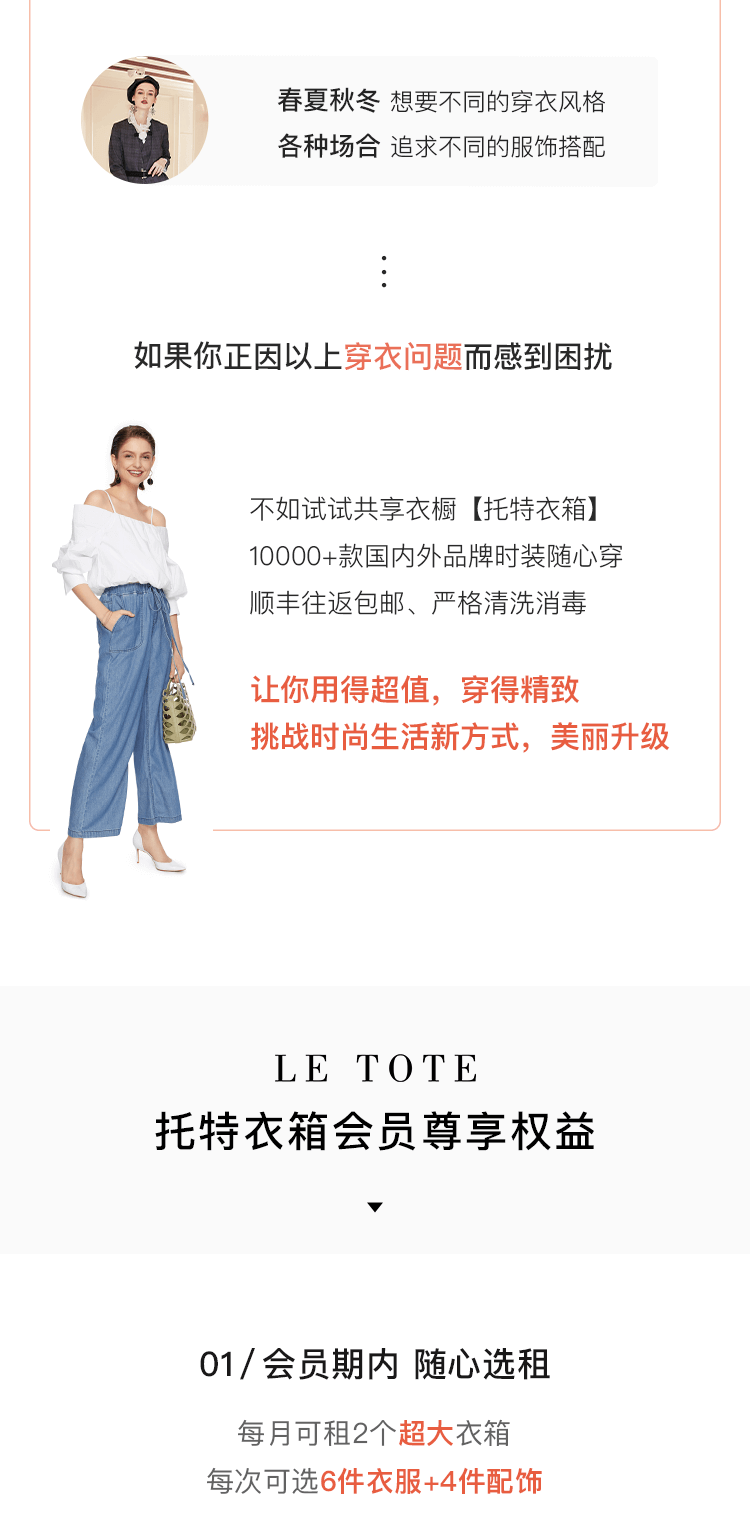 春夏秋冬 想要不同的穿衣风格
各种场合 追求不同的服饰搭配
如果你正因以上穿衣问题而感到困扰
不如试试共享衣橱【托特衣箱】
10000+款国内外品牌时装随心穿
顺丰往返包邮、严格清洗消毒
让你用得超值，穿得精致
挑战时尚生活新方式，美丽升级
LE TOTE
托特衣箱会员尊享权益
01/会员期内 随心选租
每月可租2个超大衣箱
每次可选6件衣服+4件配饰